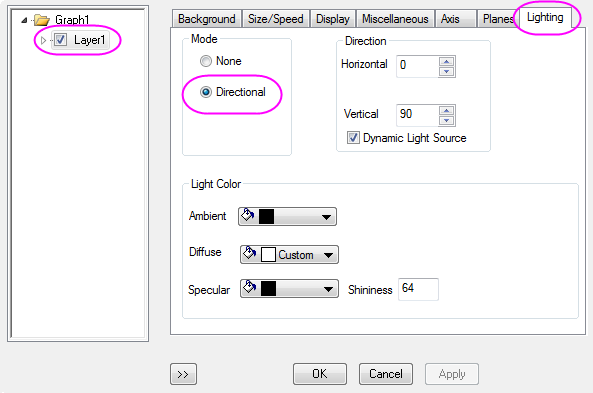 Graph1
Layer1
Background Size/Speed Display Miscellaneous Axis Planes Lighting
Mode
None
Directional
Direction
Horizontal 0
Vertical 90
Dynamic Light Source
Light Color
Ambient
Diffuse Custom
Specular Shininess 64
>> OK Cancel Apply